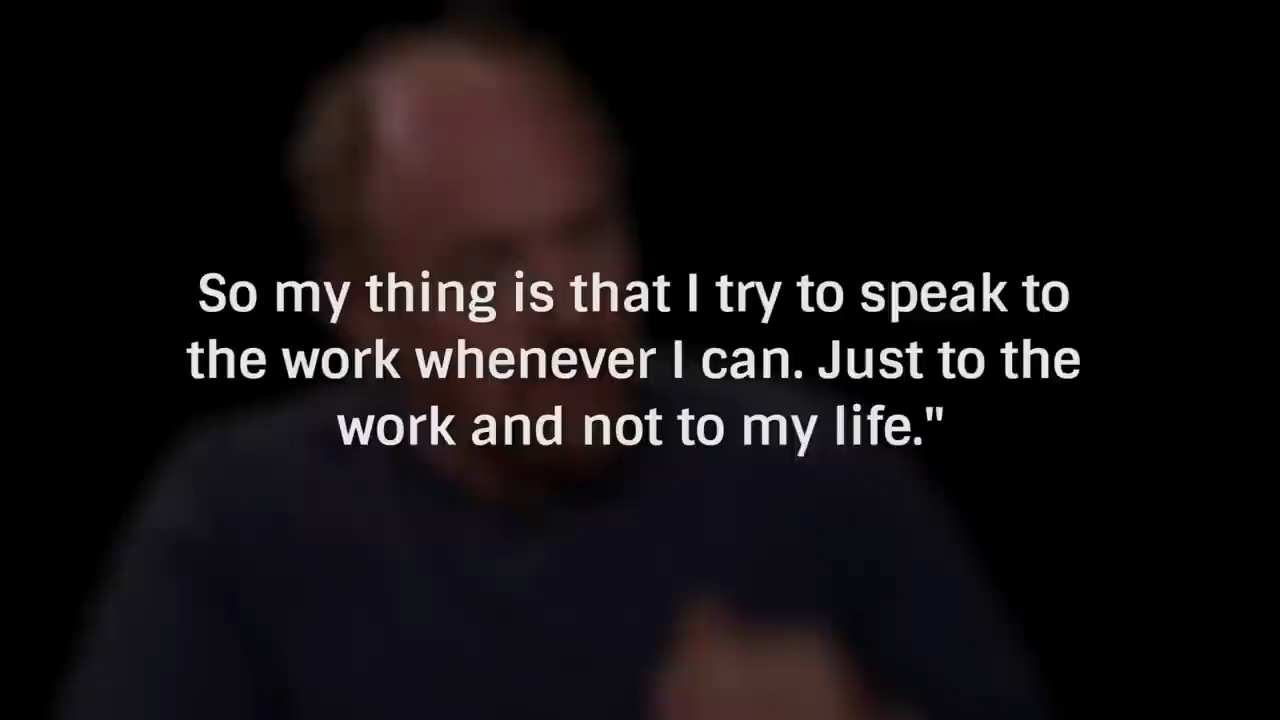 So my thing is that I try to speak to
the work whenever I can. Just to the
work and not to my life."